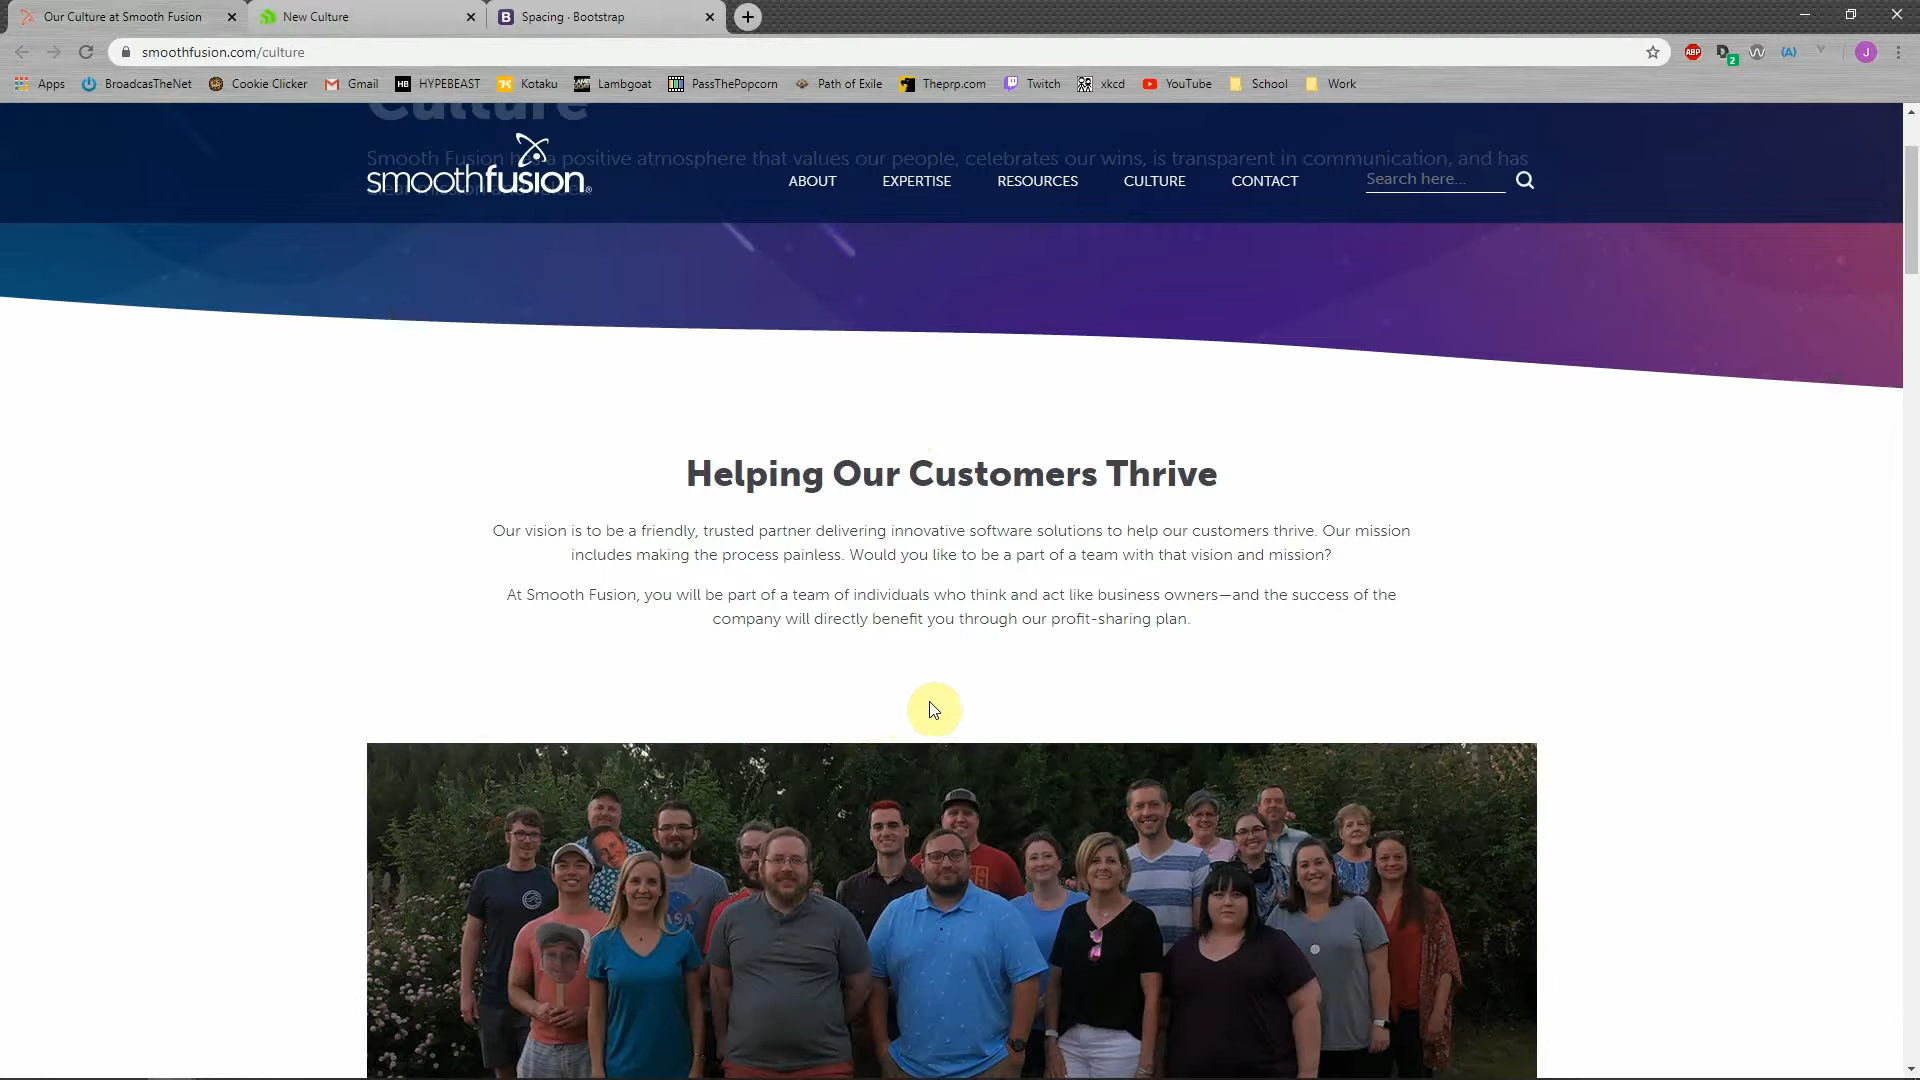 Our Culture at Smooth Fusion
New Culture
Spacing · Bootstrap
smoothfusion.com/culture
ABP
2
(A)
J
Apps
BroadcasTheNet
Cookie Clicker
Gmail
HB HYPEBEAST
Kotaku
Lambgoat
PassThePopcorn
Path of Exile
Theprp.com
Twitch
xkcd
YouTube
School
Work
Culture
Smooth Fusion has a positive atmosphere that values our people, celebrates our wins, is transparent in communication, and has
smoothfusion®
ABOUT
EXPERTISE
RESOURCES
CULTURE
CONTACT
Search here...
Helping Our Customers Thrive
Our vision is to be a friendly, trusted partner delivering innovative software solutions to help our customers thrive. Our mission
includes making the process painless. Would you like to be a part of a team with that vision and mission?
At Smooth Fusion, you will be part of a team of individuals who think and act like business owners—and the success of the
company will directly benefit you through our profit-sharing plan.
NASA